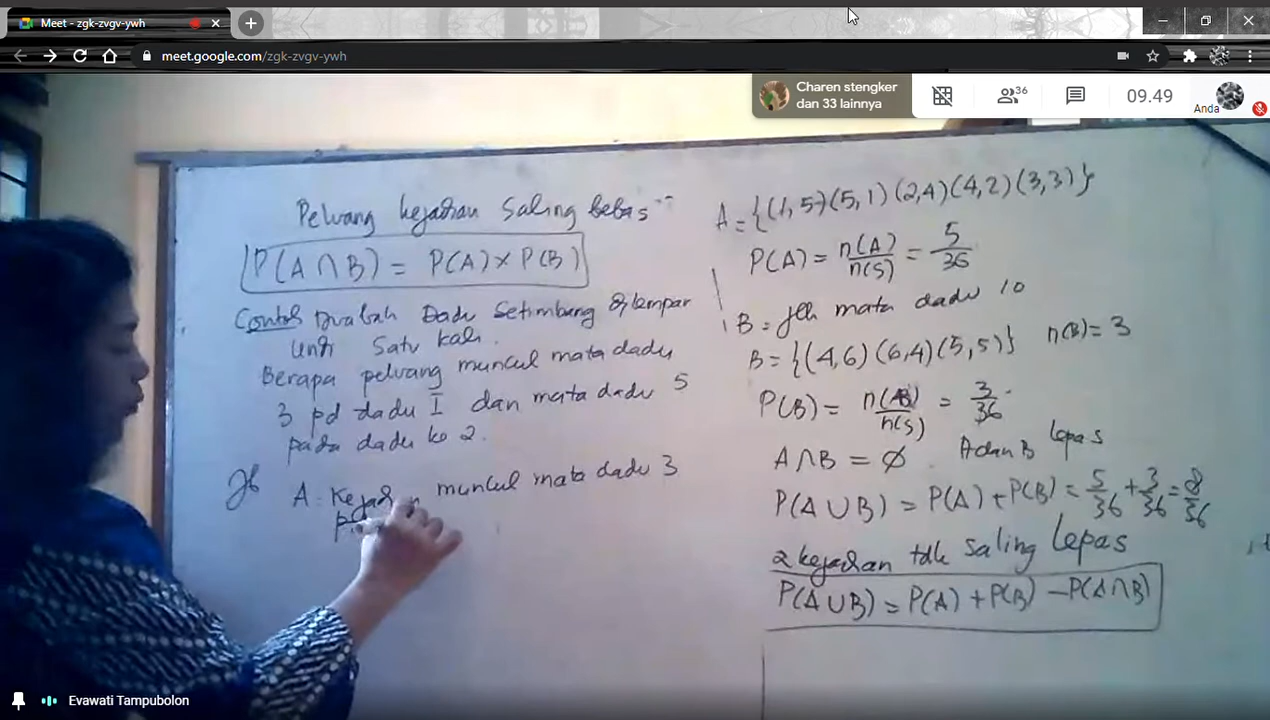 Meet - zgk-zvgv-ywh
meet.google.com/zgk-zvgv-ywh
Charen stengker
dan 33 lainnya
36
09.49
Anda
Peluang kejadian Saling bebas
P(A ∩ B) = P(A) × P(B)
Contoh Duabah Dadu Setimbang dilempar
Satu kali.
Berapa peluang muncul mata dadu
3 pd dadu I dan mata dadu 5
pada dadu ke 2.
Jb A : Kejadian muncul mata dadu 3
A = {(1,5)(5,1)(2,4)(4,2)(3,3)}
P(A) = n(A)/n(s) = 5/36
B = jlh mata dadu 10
B = {(4,6)(6,4)(5,5)} n(B) = 3
P(B) = n(B)/n(s) = 3/36
A ∩ B = ∅ . A dan B lepas
P(A ∪ B) = P(A) + P(B) = 5/36 + 3/36 = 8/36
2 kejadian tdk saling lepas
P(A ∪ B) = P(A) + P(B) – P(A ∩ B)
Evawati Tampubolon